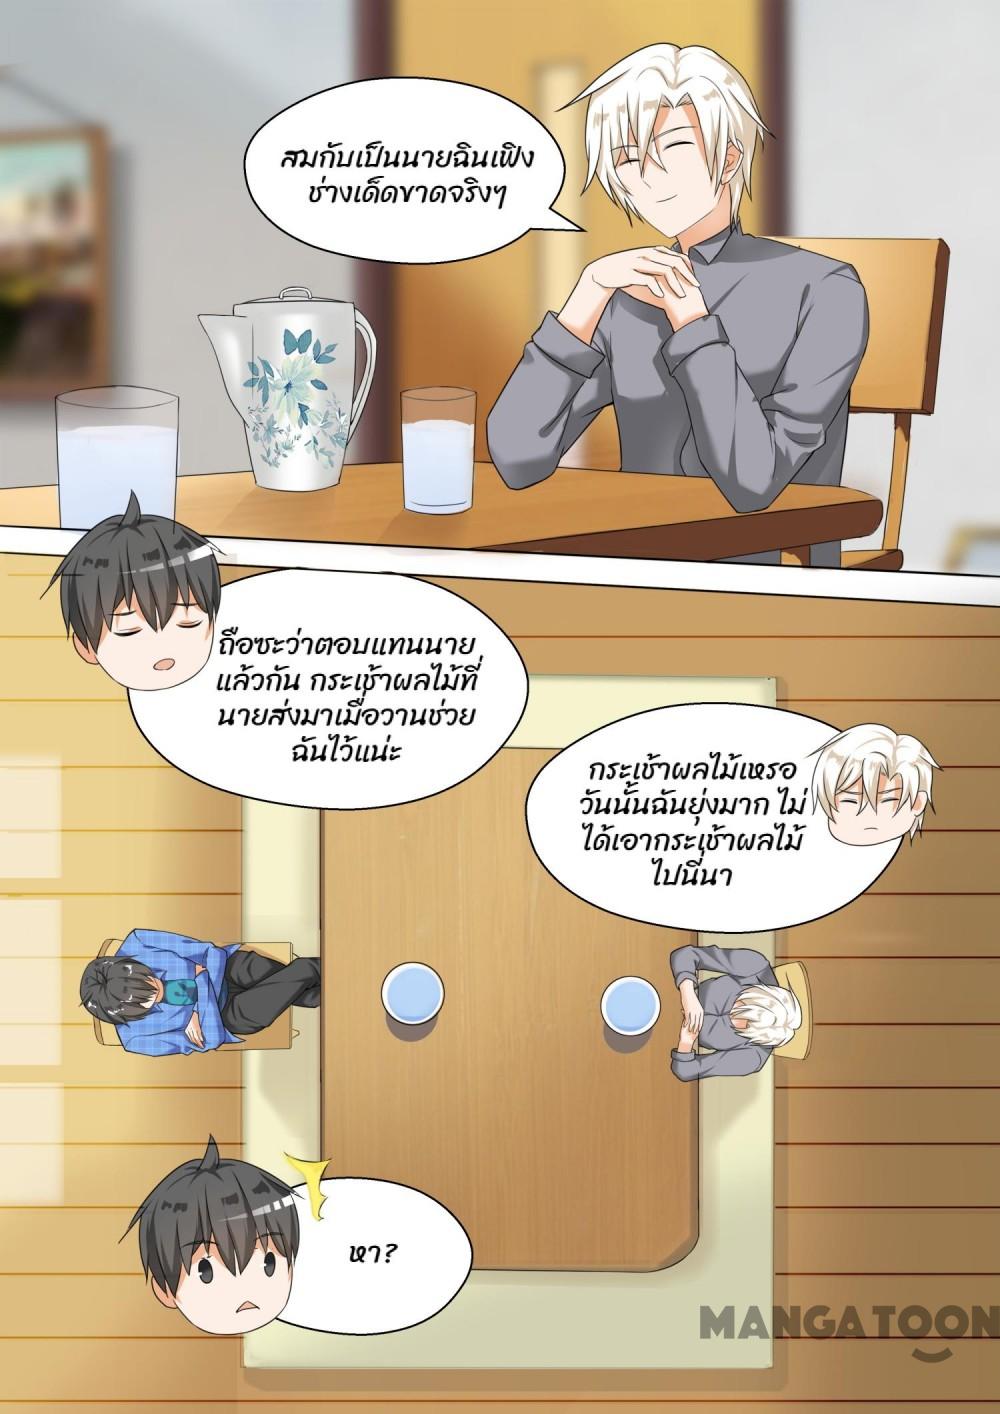 สมกับเป็นนายฉินเฟิง
ช่างเด็ดขาดจริงๆ
ถือซะว่าตอบแทนนาย
แล้วกัน กระเช้าผลไม้ที่
นายส่งมาเมื่อวานช่วย
ฉันไว้แน่ะ
กระเช้าผลไม้เหรอ
วันนั้นฉันยุ่งมาก ไม่
ได้เอากระเช้าผลไม้
ไปนี่นา
หา?
MANGATOON